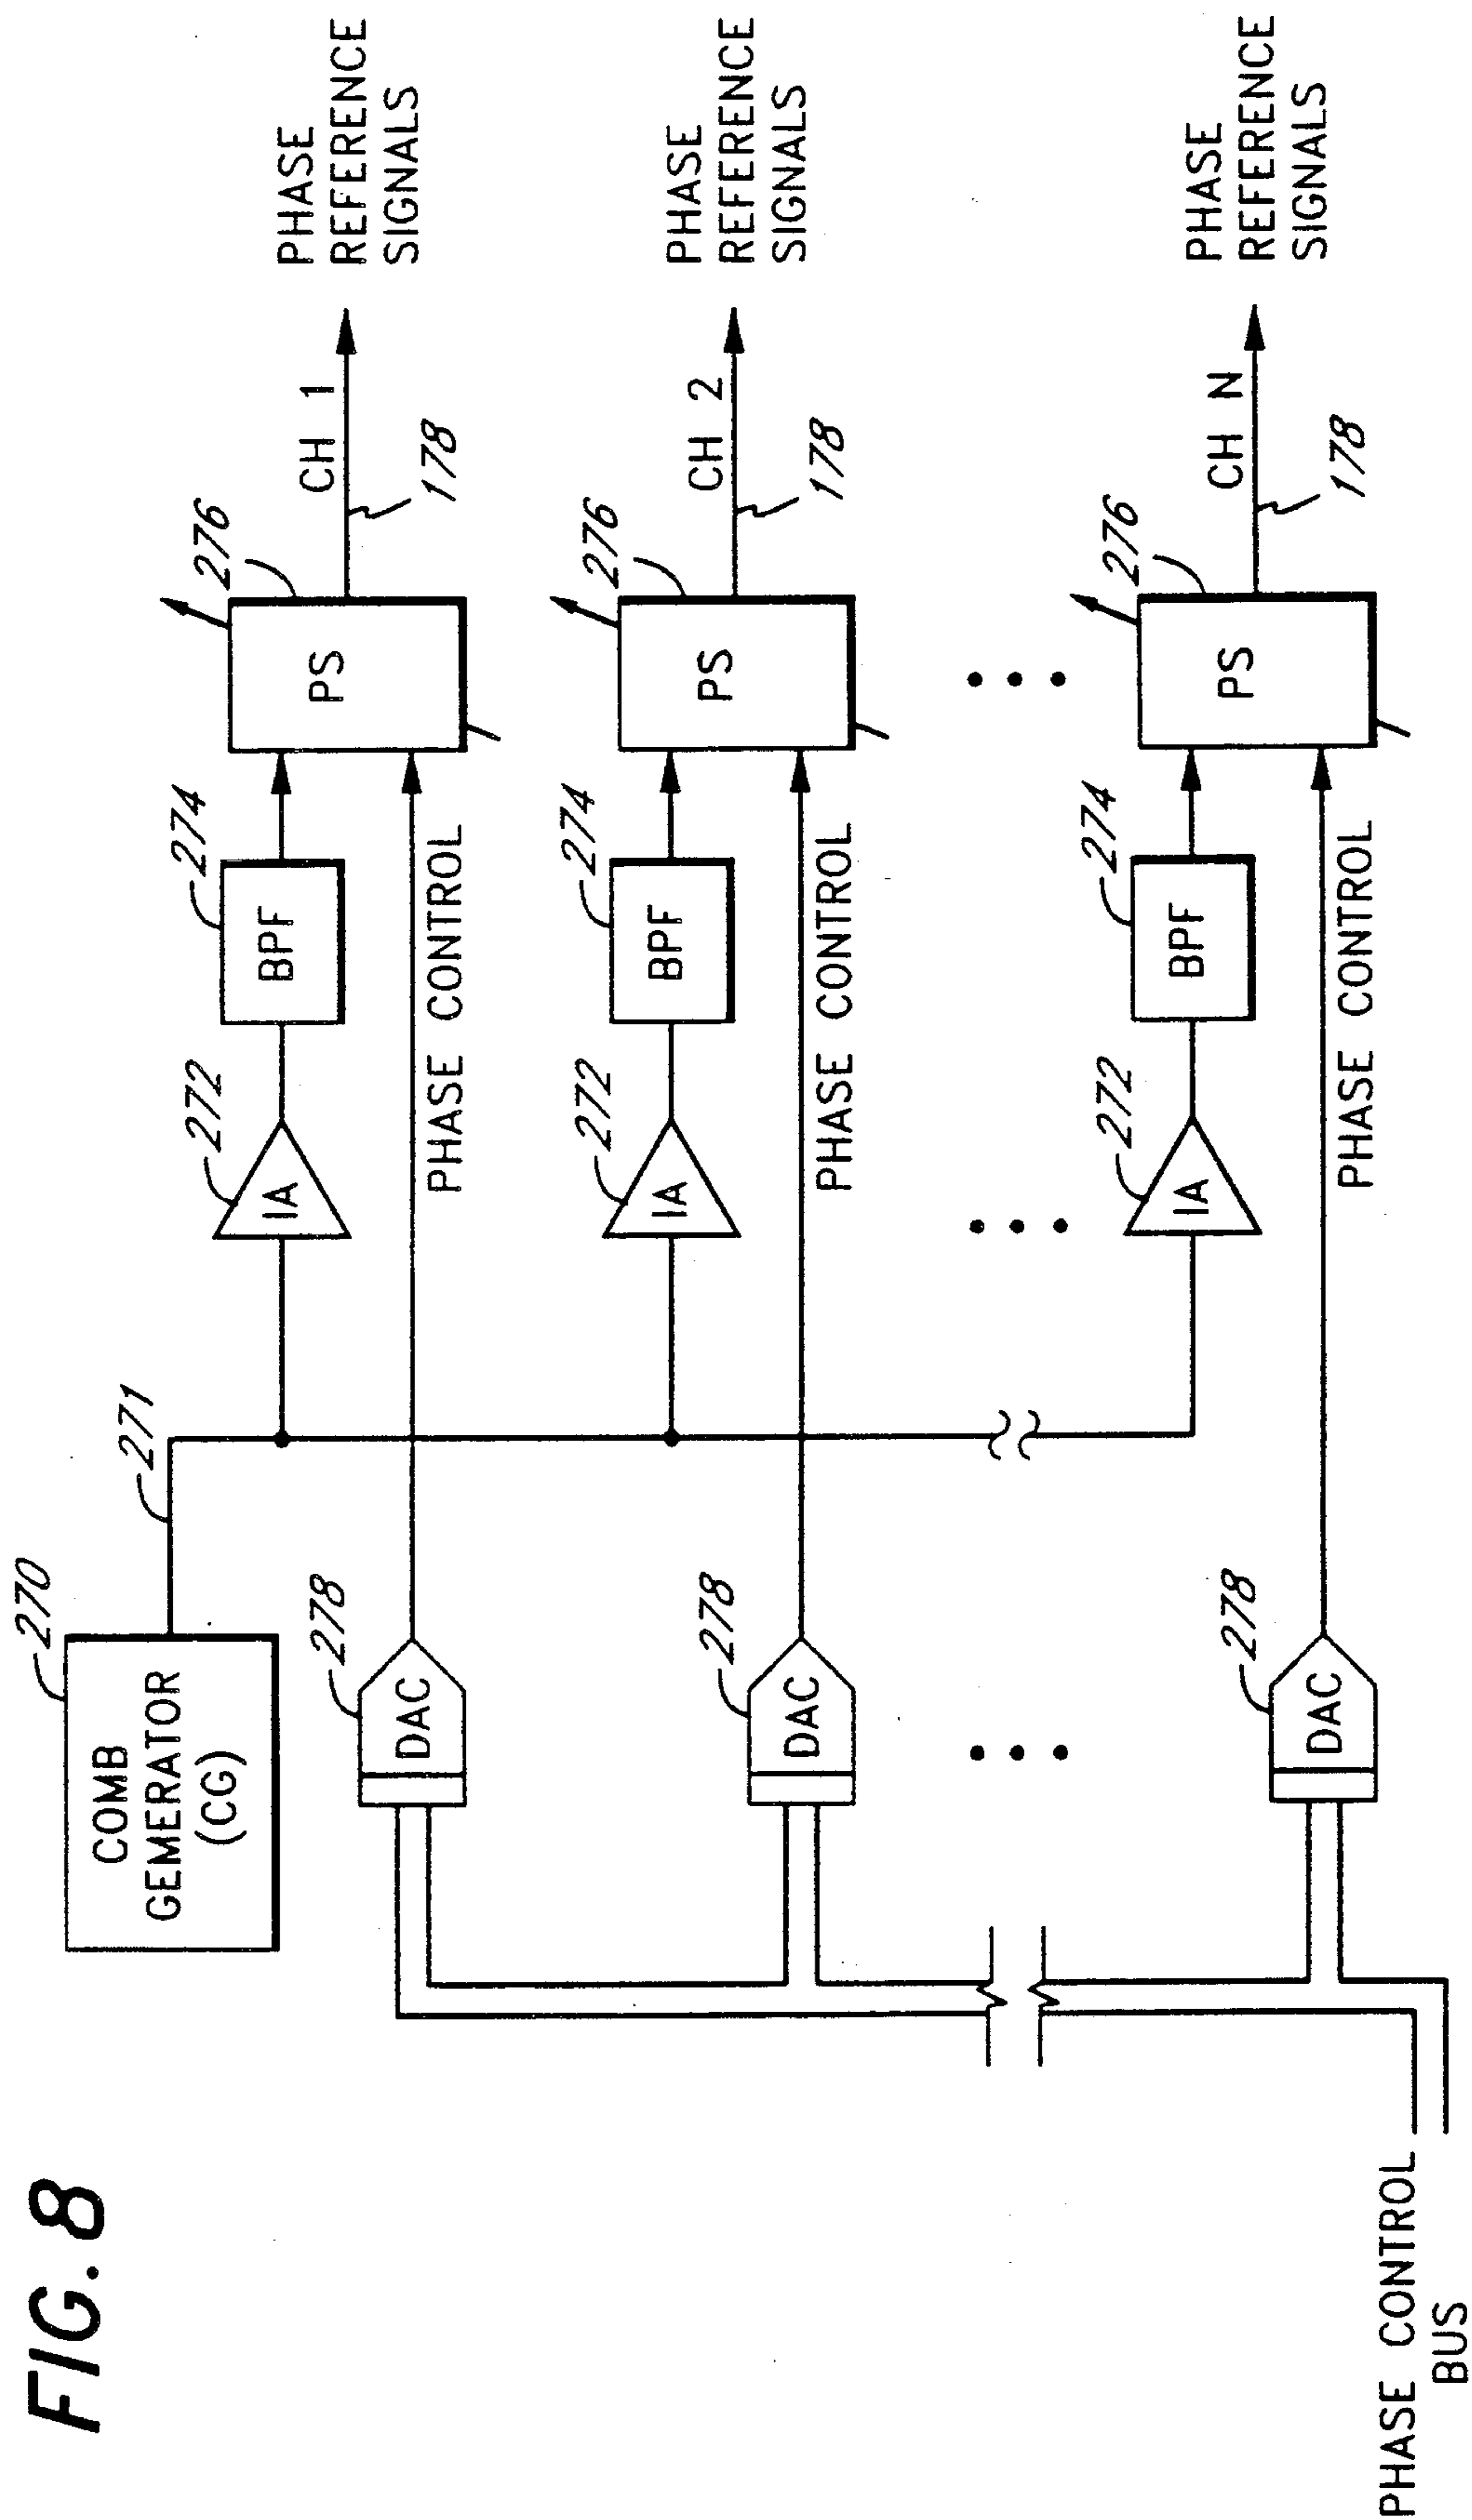 FIG. 8
270
COMB
GEMERATOR
(CG)
271
272
IA
274
BPF
276
PS
CH 1
178
PHASE
REFERENCE
SIGNALS
278
DAC
PHASE CONTROL
272
IA
274
BPF
276
PS
CH 2
178
PHASE
REFERENCE
SIGNALS
278
DAC
PHASE CONTROL
272
IA
274
BPF
276
PS
CH N
178
PHASE
REFERENCE
SIGNALS
278
DAC
PHASE CONTROL
PHASE CONTROL
BUS